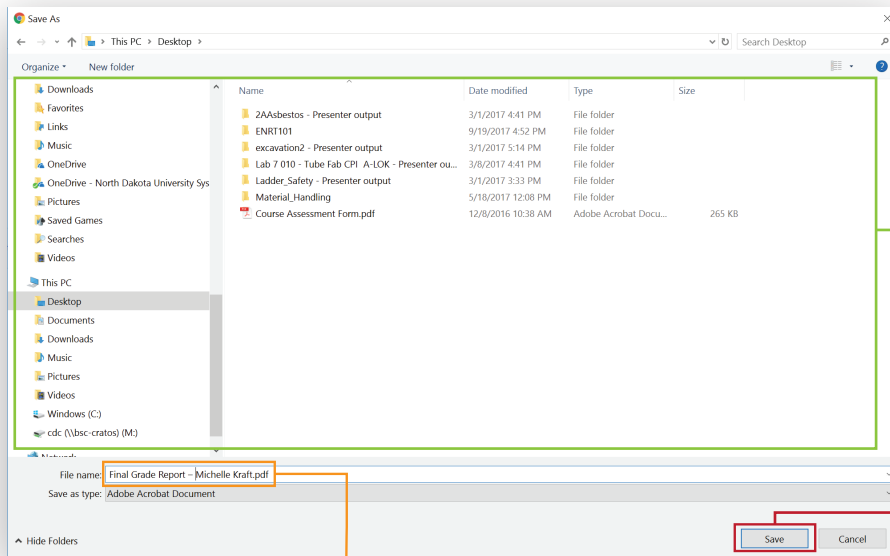 Save As
This PC > Desktop >
Search Desktop
Organize
New folder
Downloads
Favorites
Links
Music
OneDrive
OneDrive - North Dakota University Sys
Pictures
Saved Games
Searches
Videos
This PC
Desktop
Documents
Downloads
Music
Pictures
Videos
Windows (C:)
cdc (\\bsc-cratos) (M:)
Network
Name Date modified Type Size
2AAsbestos - Presenter output 3/1/2017 4:41 PM File folder
ENRT101 9/19/2017 4:52 PM File folder
excavation2 - Presenter output 3/1/2017 5:14 PM File folder
Lab 7 010 - Tube Fab CPI A-LOK - Presenter ou... 3/8/2017 4:41 PM File folder
Ladder_Safety - Presenter output 3/1/2017 3:33 PM File folder
Material_Handling 5/18/2017 12:08 PM File folder
Course Assessment Form.pdf 12/8/2016 10:38 AM Adobe Acrobat Docu... 265 KB
File name: Final Grade Report – Michelle Kraft.pdf
Save as type: Adobe Acrobat Document
Hide Folders
Save
Cancel